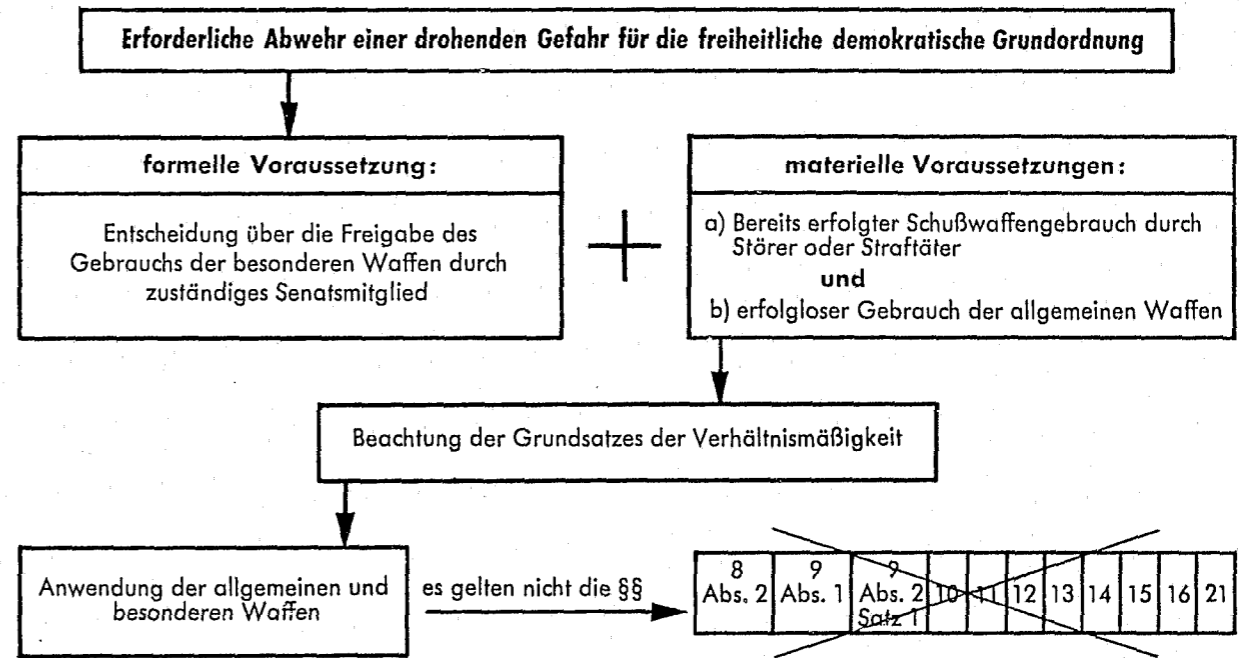 Erforderliche Abwehr einer drohenden Gefahr für die freiheitliche demokratische Grundordnung
formelle Voraussetzung:
Entscheidung über die Freigabe des
Gebrauchs der besonderen Waffen durch
zuständiges Senatsmitglied
materielle Voraussetzungen:
a) Bereits erfolgter Schußwaffengebrauch durch
Störer oder Straftäter
und
b) erfolgloser Gebrauch der allgemeinen Waffen
Beachtung der Grundsatzes der Verhältnismäßigkeit
Anwendung der allgemeinen und
besonderen Waffen
es gelten nicht die §§
8
Abs. 2
9
Abs. 1
9
Abs. 2
Satz 1
10
11
12
13
14
15
16
21